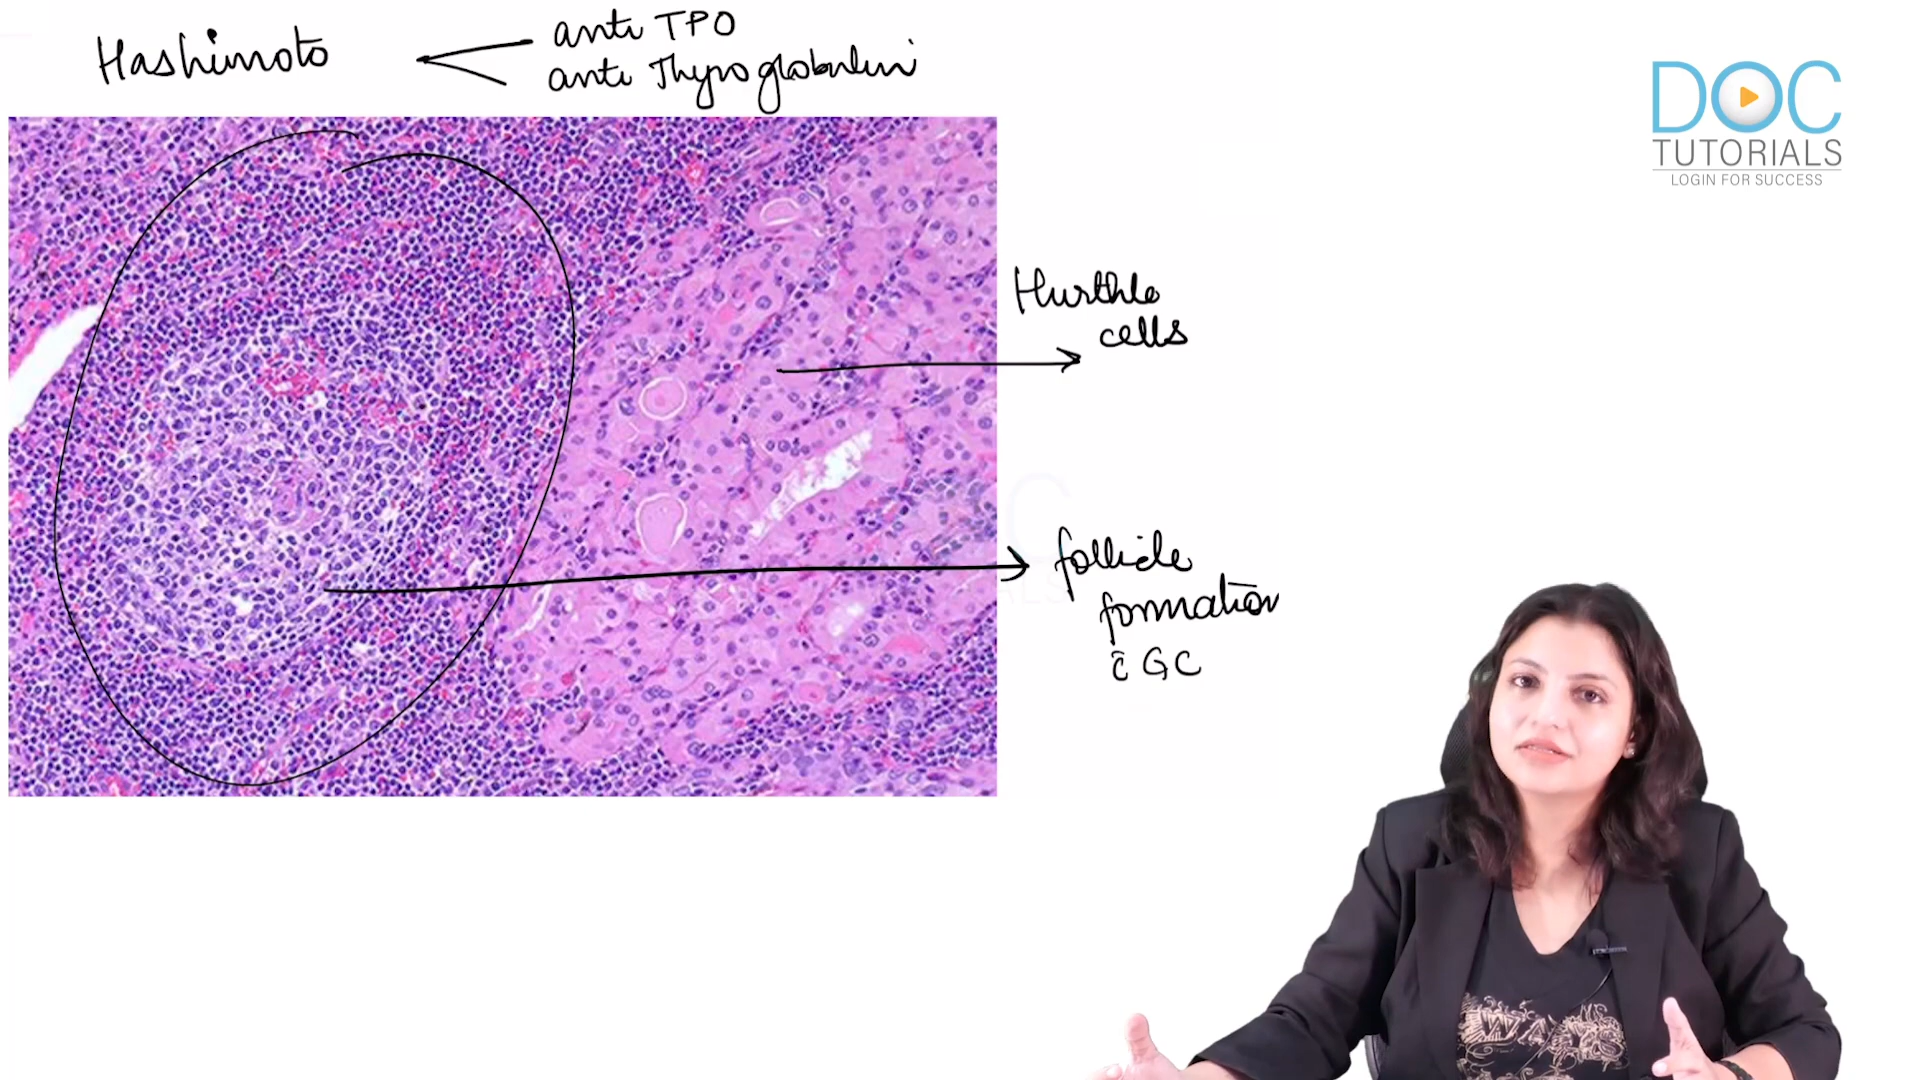 Hashimoto
anti TPO
anti Thyroglobulin
DOC
TUTORIALS
LOGIN FOR SUCCESS
Hurthle
cells
follicle
formation
c̄ GC